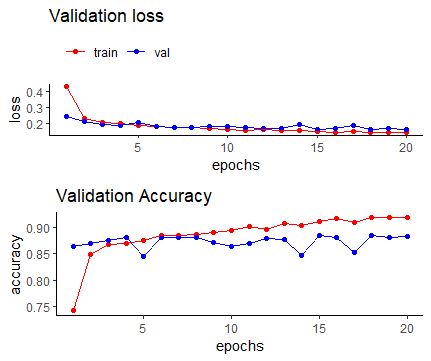 Validation loss
train val
0.4
0.3
0.2
loss
5 10 15 20
epochs
Validation Accuracy
0.90
0.85
0.80
0.75
accuracy
5 10 15 20
epochs